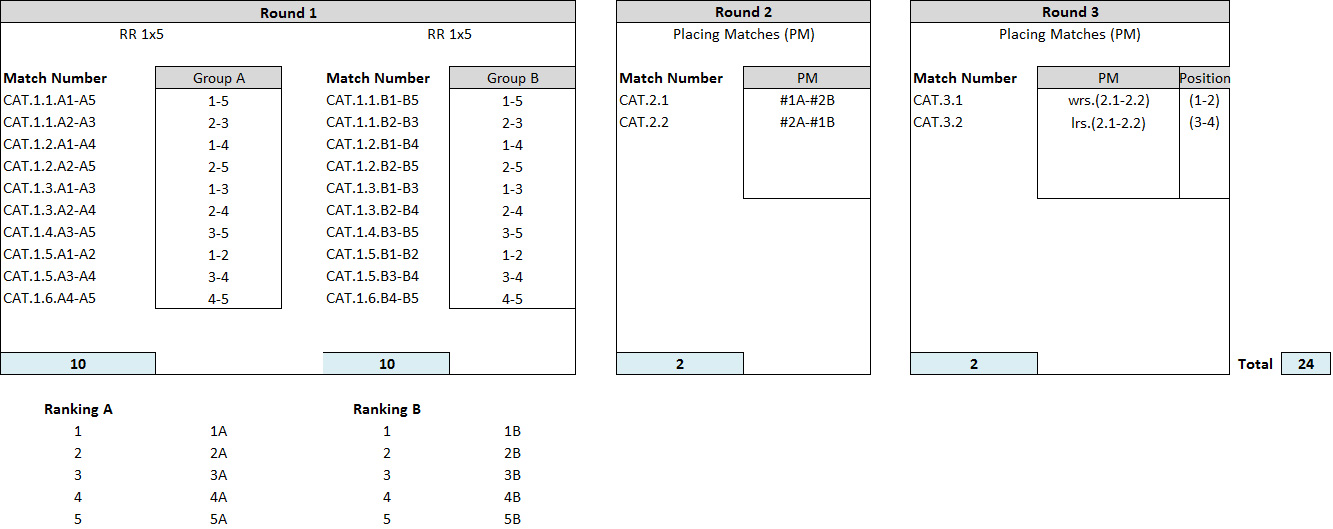 Round 1 Round 2 Round 3
RR 1x5 RR 1x5 Placing Matches (PM) Placing Matches (PM)
Match Number Group A Match Number Group B Match Number PM Match Number PM Position
CAT.1.1.A1-A5 1-5 CAT.1.1.B1-B5 1-5 CAT.2.1 #1A-#2B CAT.3.1 wrs.(2.1-2.2) (1-2)
CAT.1.1.A2-A3 2-3 CAT.1.1.B2-B3 2-3 CAT.2.2 #2A-#1B CAT.3.2 lrs.(2.1-2.2) (3-4)
CAT.1.2.A1-A4 1-4 CAT.1.2.B1-B4 1-4
CAT.1.2.A2-A5 2-5 CAT.1.2.B2-B5 2-5
CAT.1.3.A1-A3 1-3 CAT.1.3.B1-B3 1-3
CAT.1.3.A2-A4 2-4 CAT.1.3.B2-B4 2-4
CAT.1.4.A3-A5 3-5 CAT.1.4.B3-B5 3-5
CAT.1.5.A1-A2 1-2 CAT.1.5.B1-B2 1-2
CAT.1.5.A3-A4 3-4 CAT.1.5.B3-B4 3-4
CAT.1.6.A4-A5 4-5 CAT.1.6.B4-B5 4-5
10 10 2 2 Total 24
Ranking A Ranking B
1 1A 1 1B
2 2A 2 2B
3 3A 3 3B
4 4A 4 4B
5 5A 5 5B